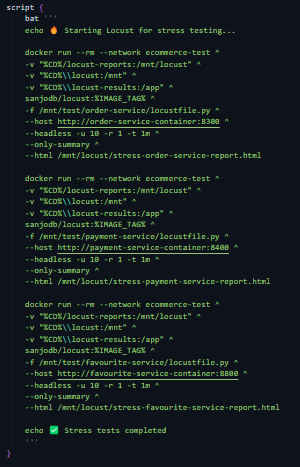 script {
bat '''
echo 🔥 Starting Locust for stress testing...
docker run --rm --network ecommerce-test ^
-v "%CD%/locust-reports:/mnt/locust" ^
-v "%CD%\\locust:/mnt" ^
-v "%CD%\\locust-results:/app" ^
sanjodb/locust:%IMAGE_TAG% ^
-f /mnt/test/order-service/locustfile.py ^
--host http://order-service-container:8300 ^
--headless -u 10 -r 1 -t 1m ^
--only-summary ^
--html /mnt/locust/stress-order-service-report.html
docker run --rm --network ecommerce-test ^
-v "%CD%/locust-reports:/mnt/locust" ^
-v "%CD%\\locust:/mnt" ^
-v "%CD%\\locust-results:/app" ^
sanjodb/locust:%IMAGE_TAG% ^
-f /mnt/test/payment-service/locustfile.py ^
--host http://payment-service-container:8400 ^
--headless -u 10 -r 1 -t 1m ^
--only-summary ^
--html /mnt/locust/stress-payment-service-report.html
docker run --rm --network ecommerce-test ^
-v "%CD%/locust-reports:/mnt/locust" ^
-v "%CD%\\locust:/mnt" ^
-v "%CD%\\locust-results:/app" ^
sanjodb/locust:%IMAGE_TAG% ^
-f /mnt/test/favourite-service/locustfile.py ^
--host http://favourite-service-container:8800 ^
--headless -u 10 -r 1 -t 1m ^
--only-summary ^
--html /mnt/locust/stress-favourite-service-report.html
echo ✅ Stress tests completed
'''
}